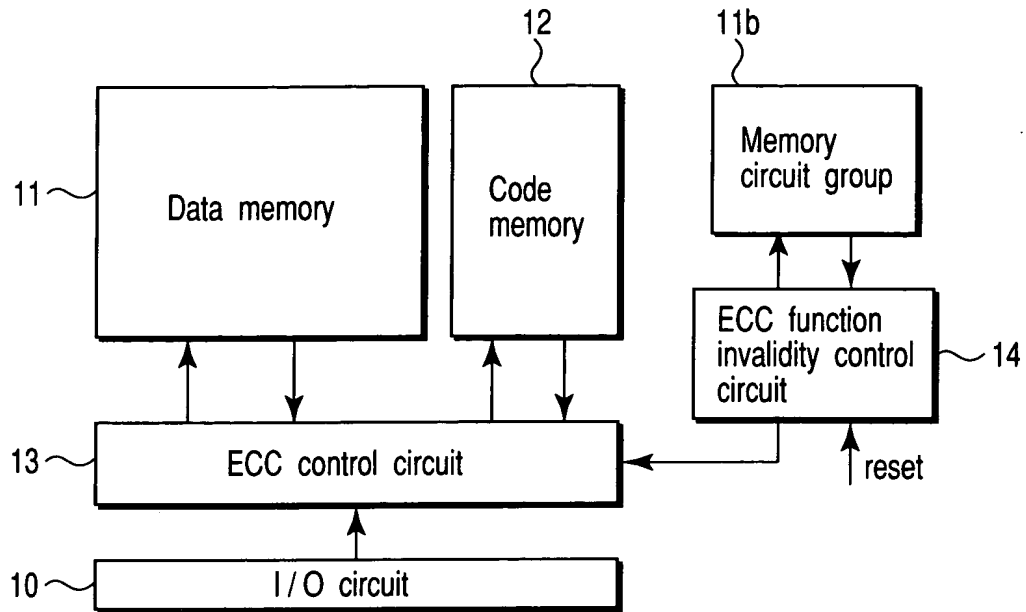 12
11b
11
Data memory
Code
memory
Memory
circuit group
ECC function
invalidity control
circuit
14
13
ECC control circuit
reset
10
I/O circuit